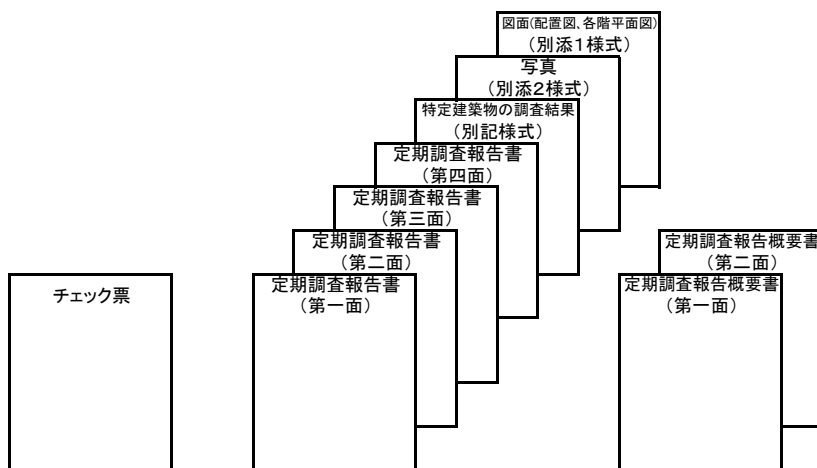 図面(配置図、各階平面図)
(別添1様式)
写真
(別添2様式)
特定建築物の調査結果
(別記様式)
定期調査報告書
(第四面)
定期調査報告書
(第三面)
定期調査報告書
(第二面)
定期調査報告書
(第一面)
チェック票
定期調査報告概要書
(第二面)
定期調査報告概要書
(第一面)